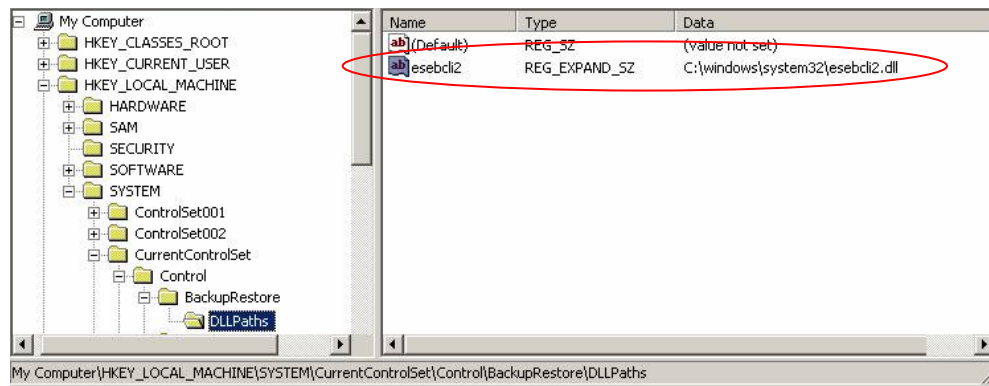 My Computer
HKEY_CLASSES_ROOT
HKEY_CURRENT_USER
HKEY_LOCAL_MACHINE
HARDWARE
SAM
SECURITY
SOFTWARE
SYSTEM
ControlSet001
ControlSet002
CurrentControlSet
Control
BackupRestore
DLLPaths
Name Type Data
(Default) REG_SZ (value not set)
esebcli2 REG_EXPAND_SZ C:\windows\system32\esebcli2.dll
My Computer\HKEY_LOCAL_MACHINE\SYSTEM\CurrentControlSet\Control\BackupRestore\DLLPaths